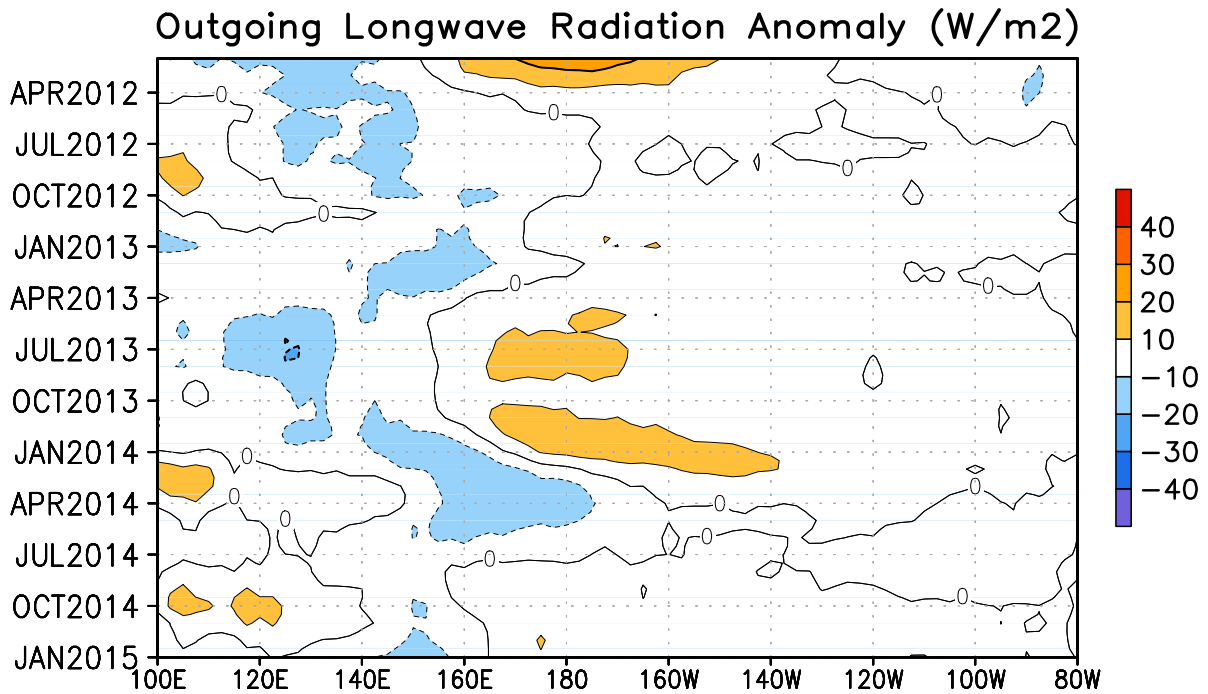 Outgoing Longwave Radiation Anomaly (W/m2)
APR2012
JUL2012
OCT2012
JAN2013
APR2013
JUL2013
OCT2013
JAN2014
APR2014
JUL2014
OCT2014
JAN2015
100E 120E 140E 160E 180 160W 140W 120W 100W 80W
0 0 0
0
0
0 0
0
0 0
0
0 0
0
0
40
30
20
10
−10
−20
−30
−40